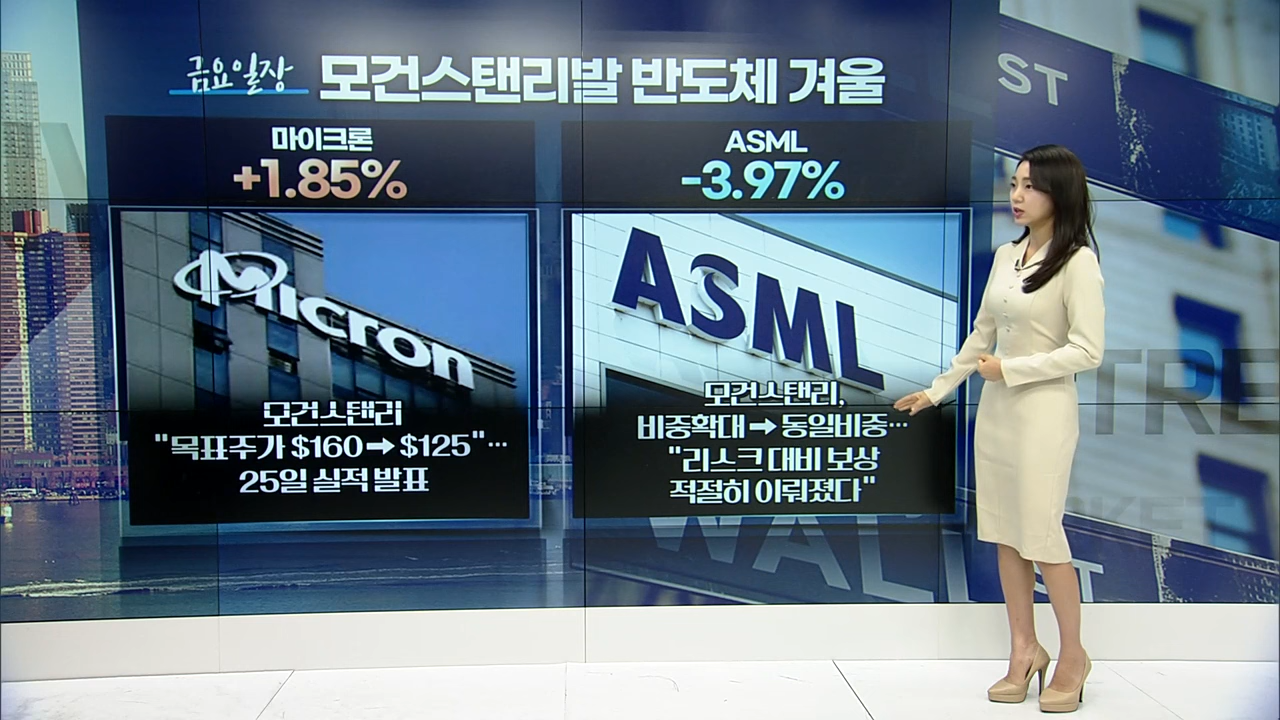 금요일장 모건스탠리발 반도체 겨울
마이크론
+1.85%
Micron
모건스탠리
"목표주가 $160→$125"…
25일 실적 발표
ASML
-3.97%
ASML
모건스탠리,
비중확대→동일비중…
"리스크 대비 보상
적절히 이뤄졌다"
ST
TRE
WALL
ST